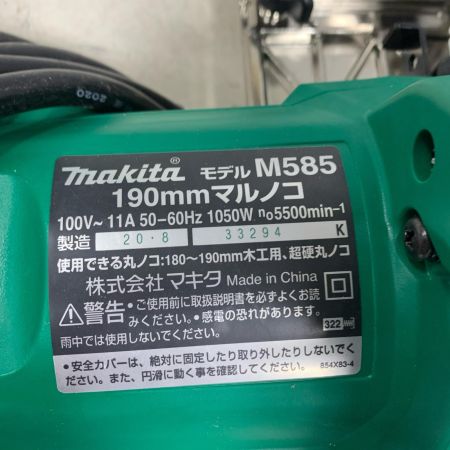 2020
makita® モデル M585
190mmマルノコ
100V~ 11A 50-60Hz 1050W n₀5500min-1
製造 20・8 33294 K
使用できる丸ノコ:180~190mm木工用、超硬丸ノコ
株式会社 マキタ Made in China
警告 ・ご使用前に取扱説明書を必ずよくお読
みください。・感電の恐れがあります。
雨中では使用しないでください。
322
・安全カバーは、絶対に固定したり取り外したりしないでく
ださい。また、円滑に動く事を確認してください。
854X83-4